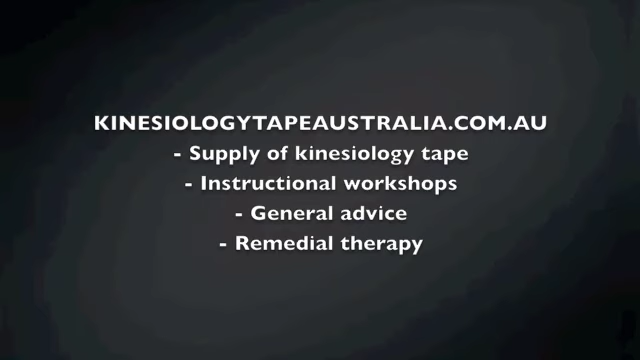 KINESIOLOGYTAPEAUSTRALIA.COM.AU
- Supply of kinesiology tape
- Instructional workshops
- General advice
- Remedial therapy